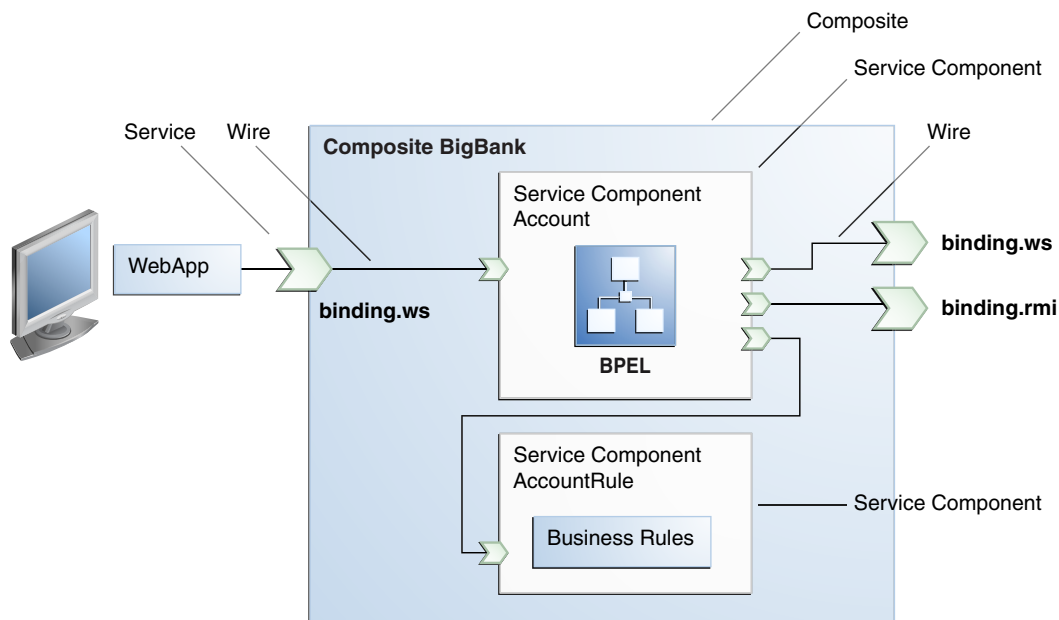 Composite
Service Component
Service
Wire
Wire
Composite BigBank
Service Component
Account
WebApp
binding.ws
binding.ws
binding.rmi
BPEL
Service Component
AccountRule
Service Component
Business Rules